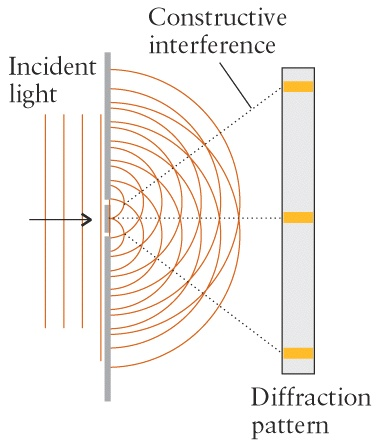 Constructive
interference
Incident
light
Diffraction
pattern